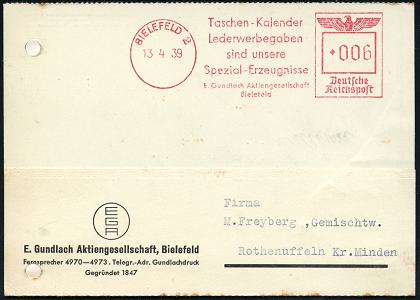 BIELEFELD 2
13 4 39
Taschen-Kalender
Lederwerbegaben
sind unsere
Spezial-Erzeugnisse
E. Gundlach Aktiengesellschaft
Bielefeld
*006
Deutsche
Reichspost
EGA
E. Gundlach Aktiengesellschaft, Bielefeld
Fernsprecher 4970—4973 . Telegr.-Adr. Gundlachdruck
Gegründet 1847
Firma
M.Freyberg ,Gemischtw.
Rothenuffeln Kr.Minden